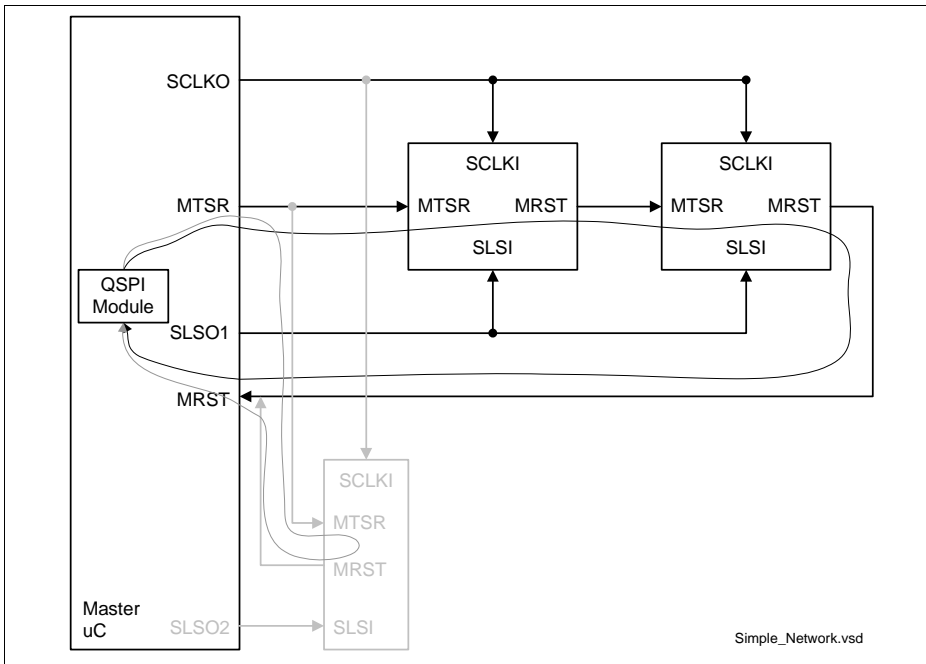 SCLKO
SCLKI
SCLKI
MTSR
MTSR
MRST
MTSR
MRST
SLSI
SLSI
QSPI
Module
SLSO1
MRST
SCLKI
MTSR
MRST
Master
uC
SLSO2
SLSI
Simple_Network.vsd